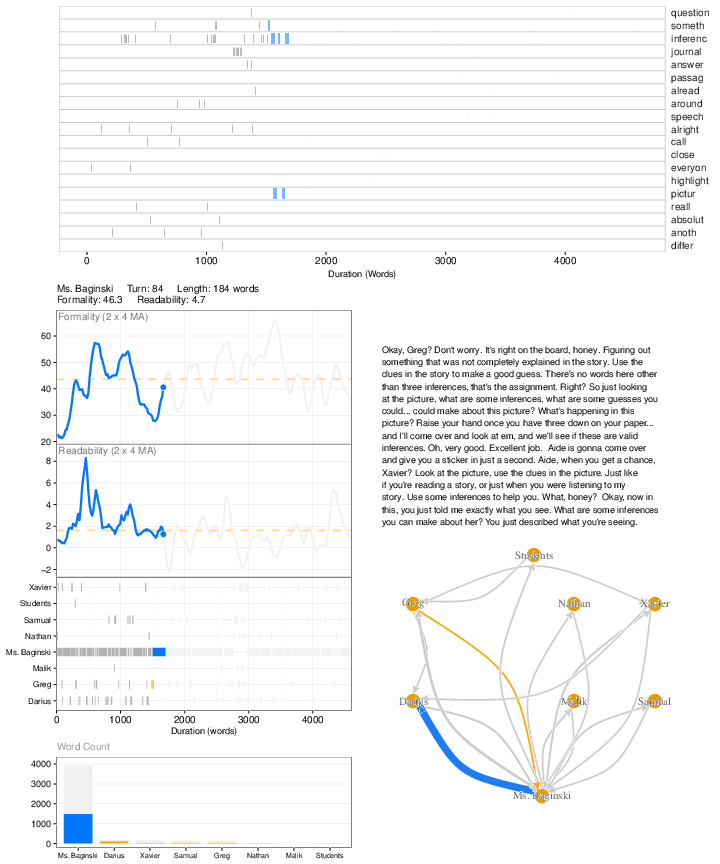 question
someth
inferenc
journal
answer
passag
alread
around
speech
alright
call
close
everyon
highlight
pictur
reall
absolut
anoth
differ
0 1000 2000 3000 4000
Duration (Words)
Ms. Baginski Turn: 84 Length: 184 words
Formality: 46.3 Readability: 4.7
Formality (2 x 4 MA)
60
50
40
30
20
Readability (2 x 4 MA)
8
6
4
2
0
−2
Xavier
Students
Samual
Nathan
Ms. Baginski
Malik
Greg
Darius
0 1000 2000 3000 4000
Duration (words)
Word Count
4000
3000
2000
1000
0
Ms. Baginski Darius Xavier Samual Greg Nathan Malik Students
Okay, Greg? Don't worry. It's right on the board, honey. Figuring out
something that was not completely explained in the story. Use the
clues in the story to make a good guess. There's no words here other
than three inferences, that's the assignment. Right? So just looking
at the picture, what are some inferences, what are some guesses you
could... could make about this picture? What's happening in this
picture? Raise your hand once you have three down on your paper...
and I'll come over and look at em, and we'll see if these are valid
inferences. Oh, very good. Excellent job. Aide is gonna come over
and give you a sticker in just a second. Aide, when you get a chance,
Xavier? Look at the picture, use the clues in the picture. Just like
if you're reading a story, or just when you were listening to my
story. Use some inferences to help you. What, honey? Okay, now in
this, you just told me exactly what you see. What are some inferences
you can make about her? You just described what you're seeing.
Students
Greg
Nathan
Xavier
Darius
Malik
Samual
Ms. Baginski